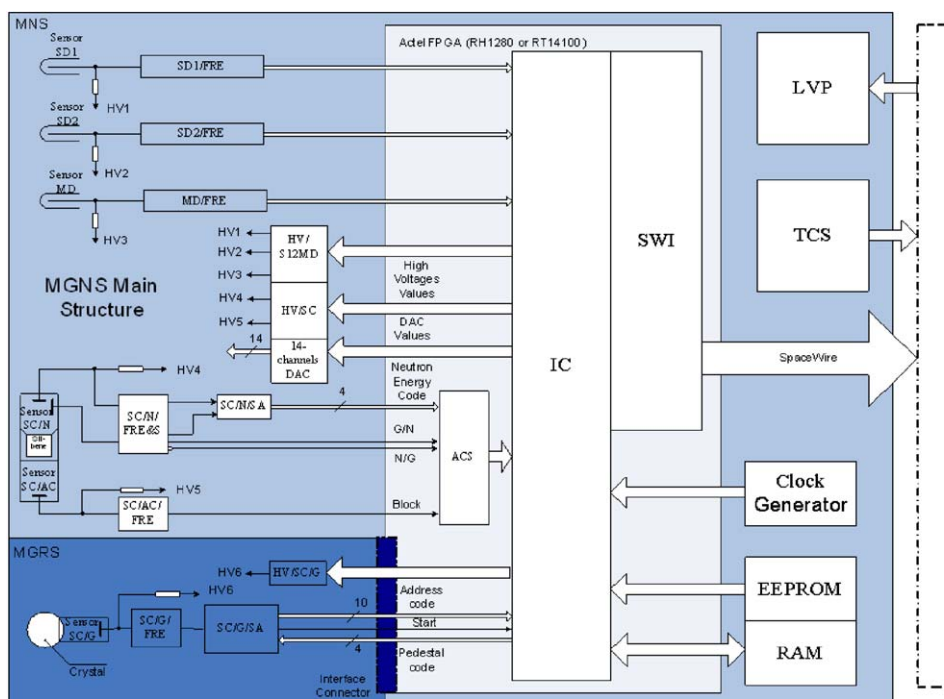 MNS
Sensor
SD1
SD1/FRE
HV1
Sensor
SD2
SD2/FRE
HV2
Sensor
MD
MD/FRE
HV3
Actel FPGA (RH1280 or RT14100)
IC
SWI
LVP
TCS
SpaceWire
MGNS Main
Structure
HV1
HV2
HV3
HV/
S12MD
High
Voltages
Values
HV4
HV5
HV/SC
DAC
Values
14
14-
channels
DAC
Neutron
Energy
Code
HV4
Sensor
SC/N
Sensor
SC/AC
SC/N/
FRE&S
SC/N/SA
4
G/N
N/G
ACS
HV5
SC/AC/
FRE
Block
Clock
Generator
EEPROM
RAM
MGRS
HV6
HV/SC/G
HV6
Address
code
10
Start
4
Pedestal
code
Sensor
SC/G
SC/G/
FRE
SC/G/SA
Crystal
Interface
Connector